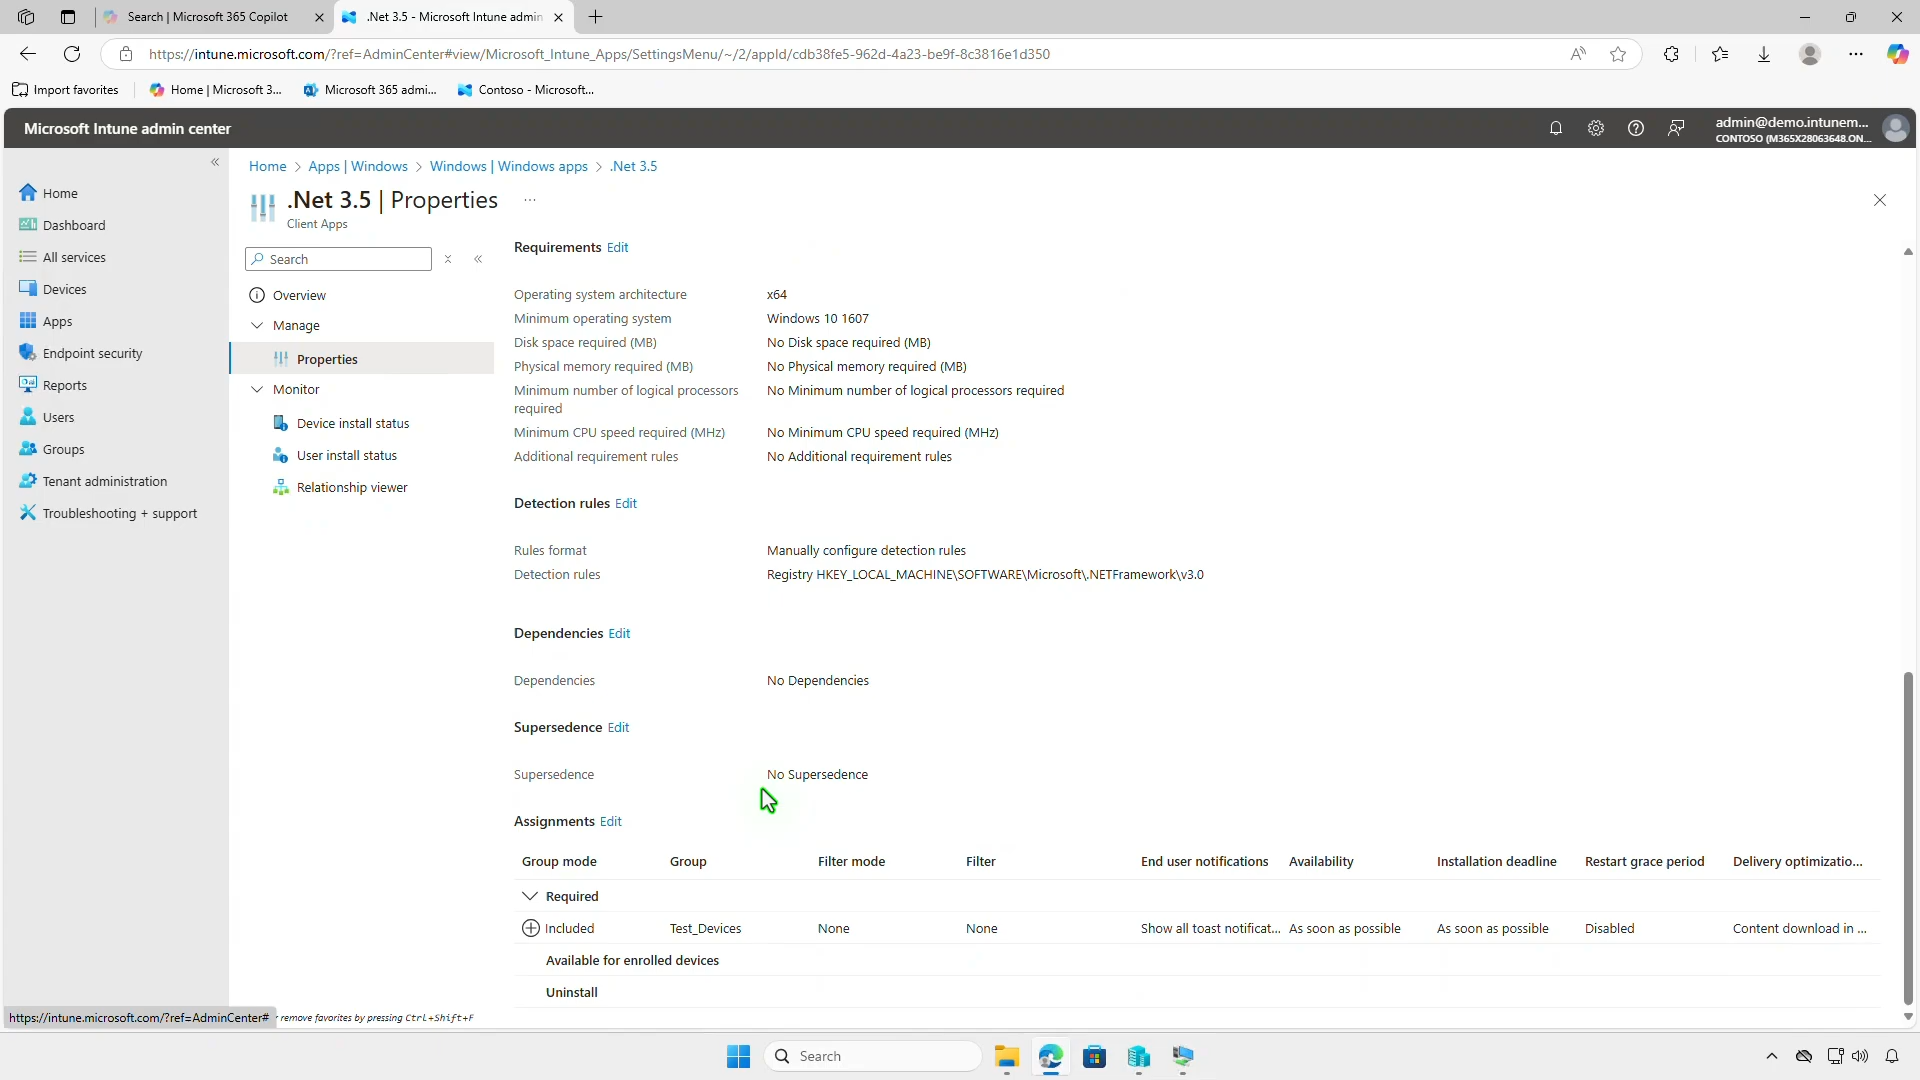 Search | Microsoft 365 Copilot
.Net 3.5 - Microsoft Intune admin
https://intune.microsoft.com/?ref=AdminCenter#view/Microsoft_Intune_Apps/SettingsMenu/~/2/appId/cdb38fe5-962d-4a23-be9f-8c3816e1d350
Import favorites
Home | Microsoft 3...
Microsoft 365 admi...
Contoso - Microsoft...
Microsoft Intune admin center
admin@demo.intunem...
CONTOSO (M365X28063648.ON...
Home
Dashboard
All services
Devices
Apps
Endpoint security
Reports
Users
Groups
Tenant administration
Troubleshooting + support
Home > Apps | Windows > Windows | Windows apps > .Net 3.5
.Net 3.5 | Properties ...
Client Apps
Search
Overview
Manage
Properties
Monitor
Device install status
User install status
Relationship viewer
Requirements Edit
Operating system architecture x64
Minimum operating system Windows 10 1607
Disk space required (MB) No Disk space required (MB)
Physical memory required (MB) No Physical memory required (MB)
Minimum number of logical processors No Minimum number of logical processors required
required
Minimum CPU speed required (MHz) No Minimum CPU speed required (MHz)
Additional requirement rules No Additional requirement rules
Detection rules Edit
Rules format Manually configure detection rules
Detection rules Registry HKEY_LOCAL_MACHINE\SOFTWARE\Microsoft\.NETFramework\v3.0
Dependencies Edit
Dependencies No Dependencies
Supersedence Edit
Supersedence No Supersedence
Assignments Edit
Group mode Group Filter mode Filter End user notifications Availability Installation deadline Restart grace period Delivery optimizatio...
Required
Included Test_Devices None None Show all toast notificat... As soon as possible As soon as possible Disabled Content download in ...
Available for enrolled devices
Uninstall
https://intune.microsoft.com/?ref=AdminCenter#
remove favorites by pressing Ctrl+Shift+F
Search